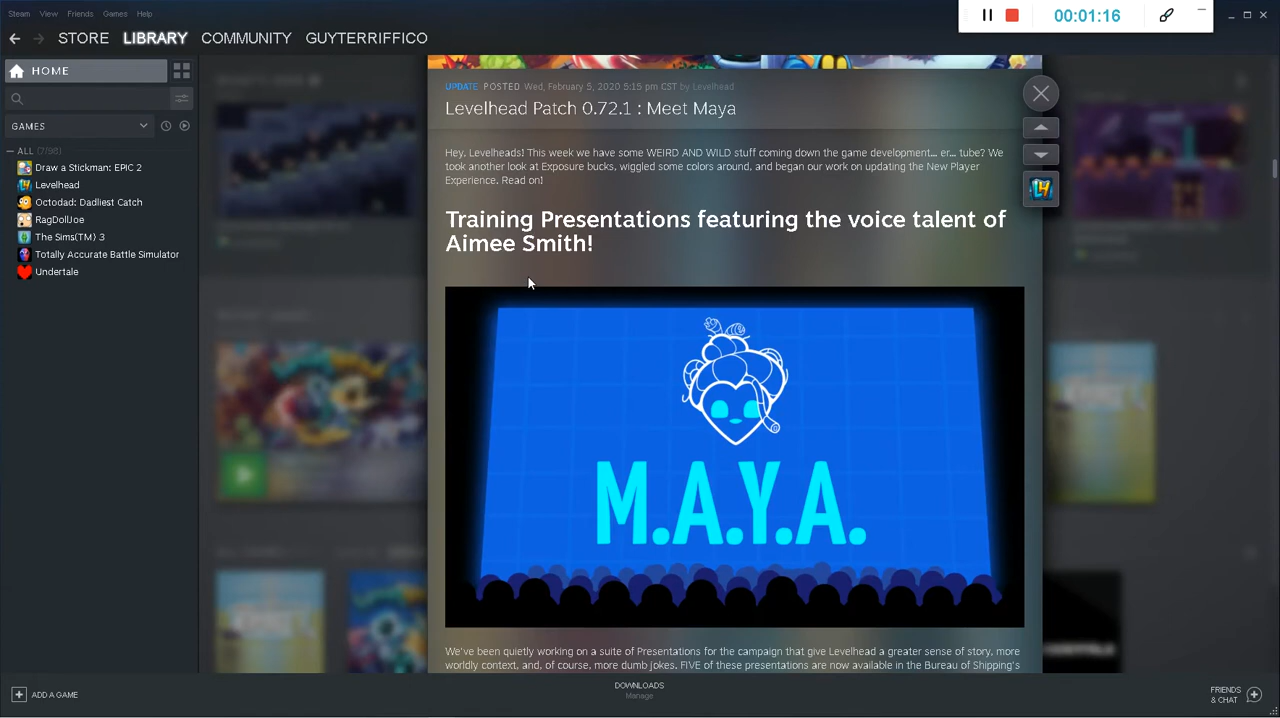 Steam View Friends Games Help
00:01:16
STORE LIBRARY COMMUNITY GUYTERRIFFICO
HOME
GAMES
ALL (7/98)
Draw a Stickman: EPIC 2
Levelhead
Octodad: Dadliest Catch
RagDollJoe
The Sims(TM) 3
Totally Accurate Battle Simulator
Undertale
UPDATE POSTED Wed, February 5, 2020 5:15 pm CST by Levelhead
Levelhead Patch 0.72.1 : Meet Maya
Hey, Levelheads! This week we have some WEIRD AND WILD stuff coming down the game development... er... tube? We
took another look at Exposure bucks, wiggled some colors around, and began our work on updating the New Player
Experience. Read on!
Training Presentations featuring the voice talent of
Aimee Smith!
M.A.Y.A.
We've been quietly working on a suite of Presentations for the campaign that give Levelhead a greater sense of story, more
worldly context, and, of course, more dumb jokes. FIVE of these presentations are now available in the Bureau of Shipping's
LH
ADD A GAME
DOWNLOADS
Manage
FRIENDS
& CHAT